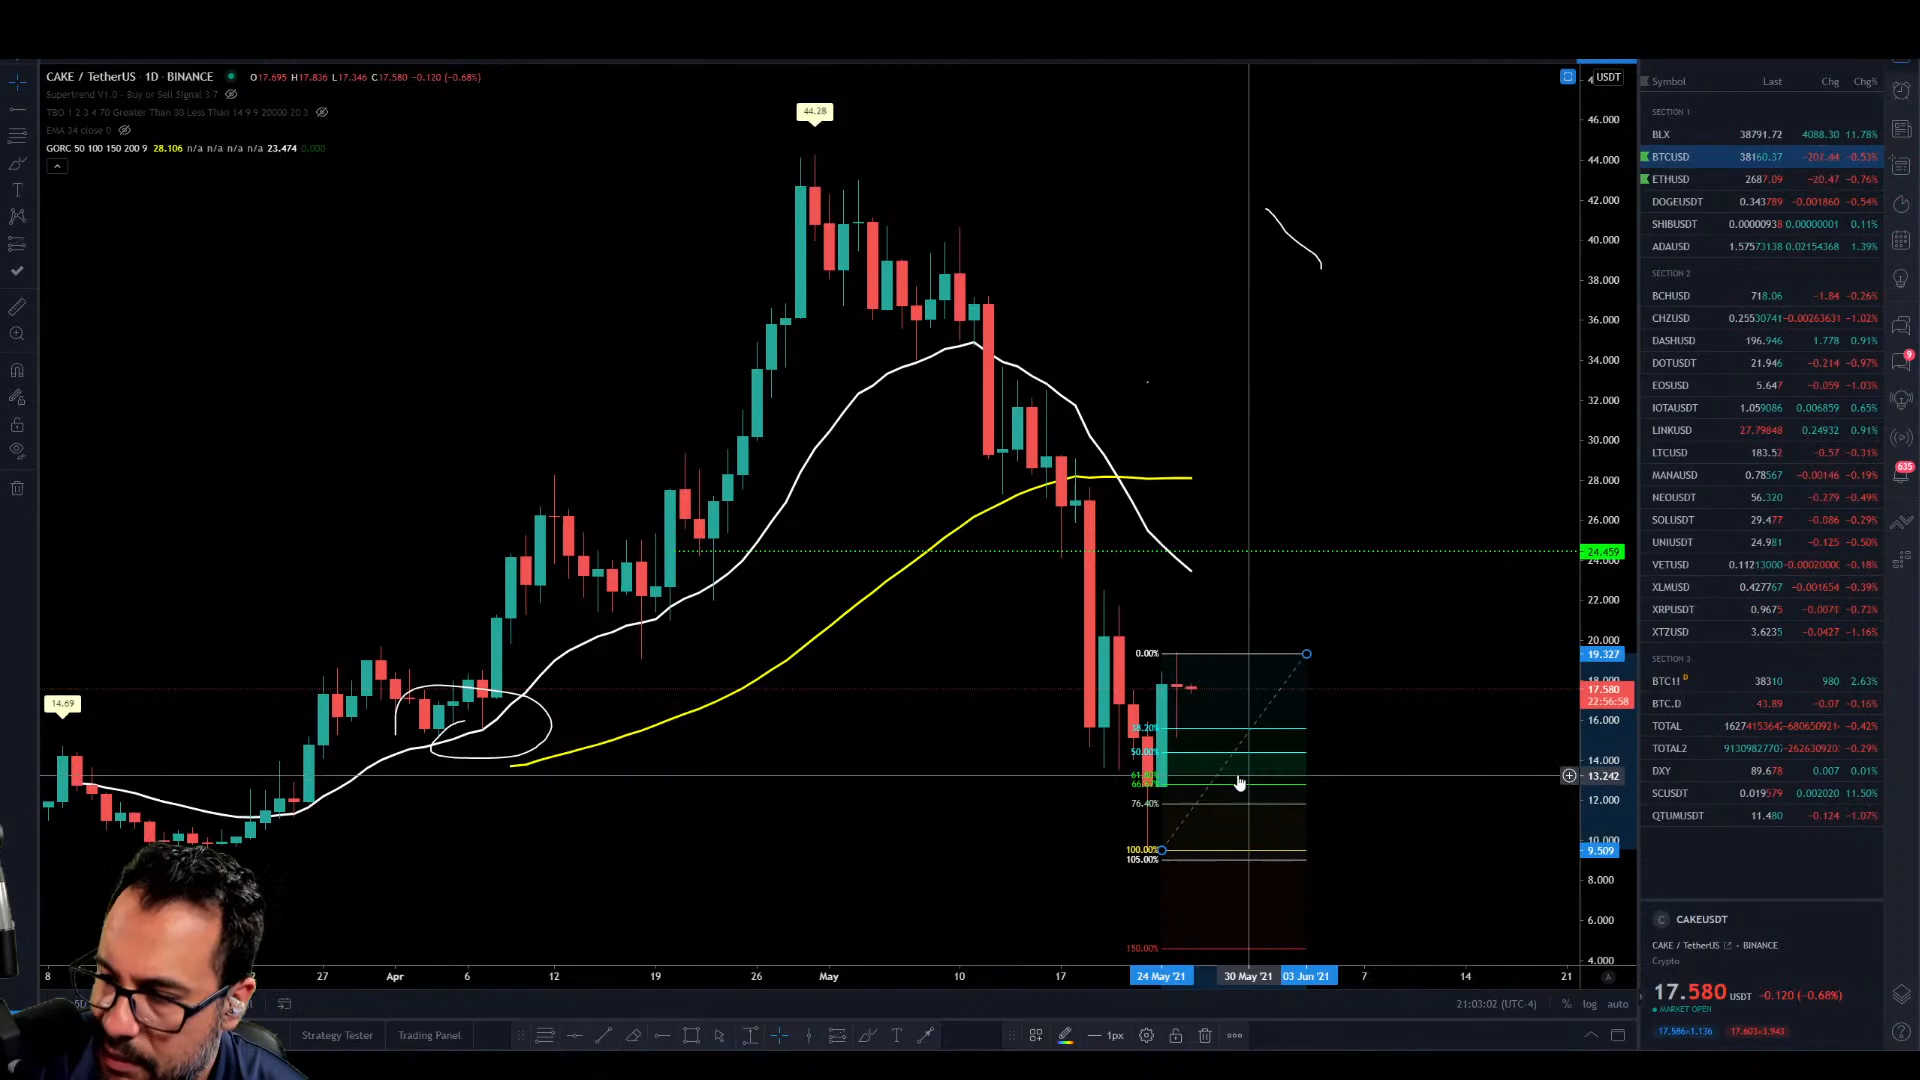 CAKE / TetherUS · 1D · BINANCE O17.695 H17.836 L17.346 C17.580 −0.120 (−0.68%)
Supertrend V1.0 - Buy or Sell Signal 3 7
TBO 1 2 3 4 70 Greater Than 30 Less Than 14 9 9 20000 20 3
EMA 34 close 0
GORC 50 100 150 200 9 28.106 n/a n/a n/a n/a 23.474 0.000
44.28
14.69
0.00%
38.20%
50.00%
76.40%
100.00%
105.00%
150.00%
USDT
46.000
44.000
42.000
40.000
38.000
36.000
34.000
32.000
30.000
28.000
26.000
24.459
24.000
22.000
20.000
19.327
17.580
22:56:58
16.000
14.000
13.242
12.000
9.509
8.000
6.000
4.000
8 27 Apr 6 12 19 26 May 10 17 24 May '21 30 May '21 03 Jun '21 7 14 21
21:03:02 (UTC-4) % log auto
Strategy Tester Trading Panel
1px
Symbol Last Chg Chg%
SECTION 1
BLX 38791.72 4088.30 11.78%
BTCUSD 38160.37 −202.44 −0.53%
ETHUSD 2687.09 −20.47 −0.76%
DOGEUSDT 0.343789 −0.001860 −0.54%
SHIBUSDT 0.00000938 0.00000001 0.11%
ADAUSD 1.57573138 0.02154368 1.39%
SECTION 2
BCHUSD 718.06 −1.84 −0.26%
CHZUSD 0.25530741 −0.00263631 −1.02%
DASHUSD 196.946 1.778 0.91%
DOTUSDT 21.946 −0.214 −0.97%
EOSUSD 5.647 −0.059 −1.03%
IOTAUSDT 1.059086 0.006859 0.65%
LINKUSD 27.79848 0.24932 0.91%
LTCUSD 183.52 −0.57 −0.31%
MANAUSD 0.78567 −0.00146 −0.19%
NEOUSDT 56.320 −0.279 −0.49%
SOLUSDT 29.477 −0.086 −0.29%
UNIUSDT 24.981 −0.125 −0.50%
VETUSD 0.11213000 −0.0002000 −0.18%
XLMUSD 0.427767 −0.001654 −0.39%
XRPUSDT 0.9675 −0.0071 −0.73%
XTZUSD 3.6235 −0.0427 −1.16%
SECTION 3
BTC1! D 38310 980 2.63%
BTC.D 43.89 −0.07 −0.16%
TOTAL −0.42%
TOTAL2 −0.29%
DXY 89.678 0.007 0.01%
SCUSDT 0.019579 0.002020 11.50%
QTUMUSDT 11.480 −0.124 −1.07%
C CAKEUSDT
CAKE / TetherUS · BINANCE
Crypto
17.580 USDT −0.120 (−0.68%)
MARKET OPEN
17.586×1.136 17.603×3.943
9
635